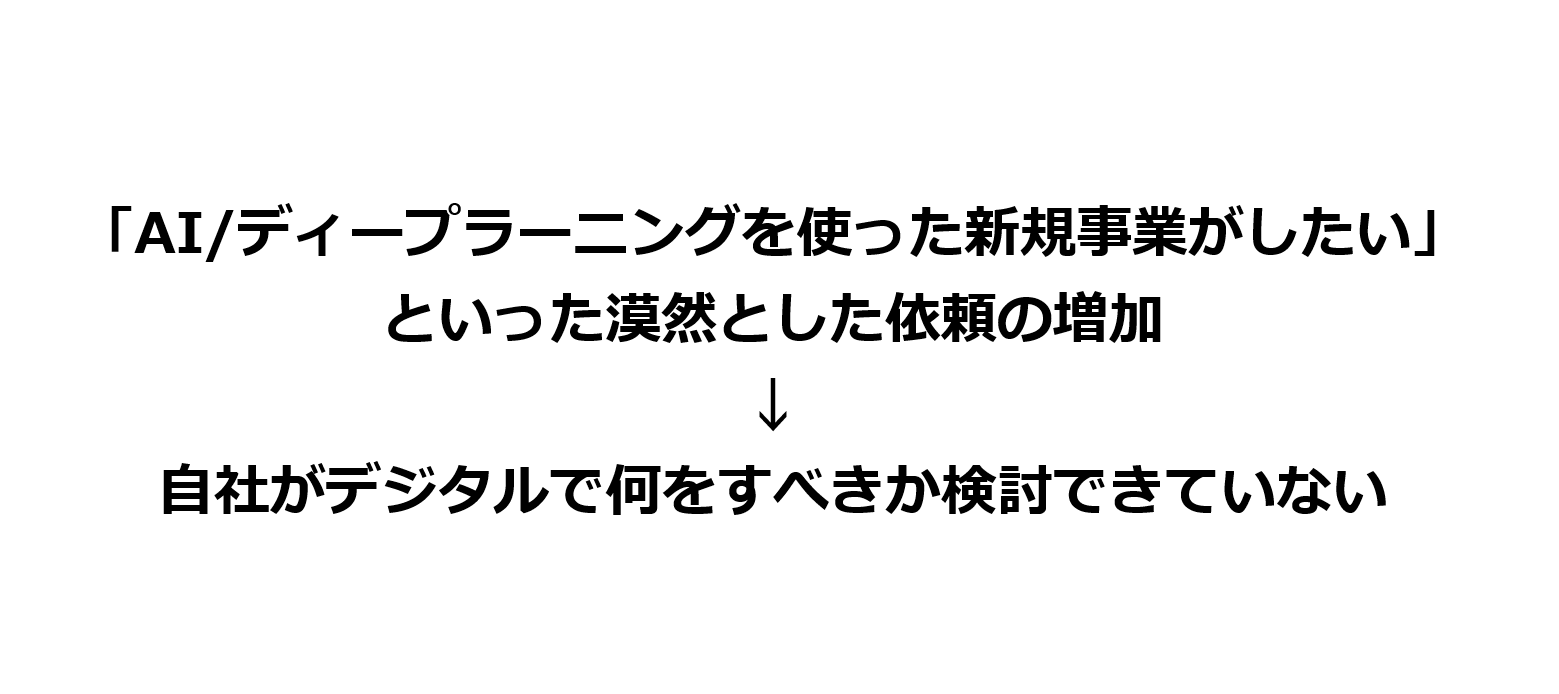 「AI/ディープラーニングを使った新規事業がしたい」
といった漠然とした依頼の増加
↓
自社がデジタルで何をすべきか検討できていない